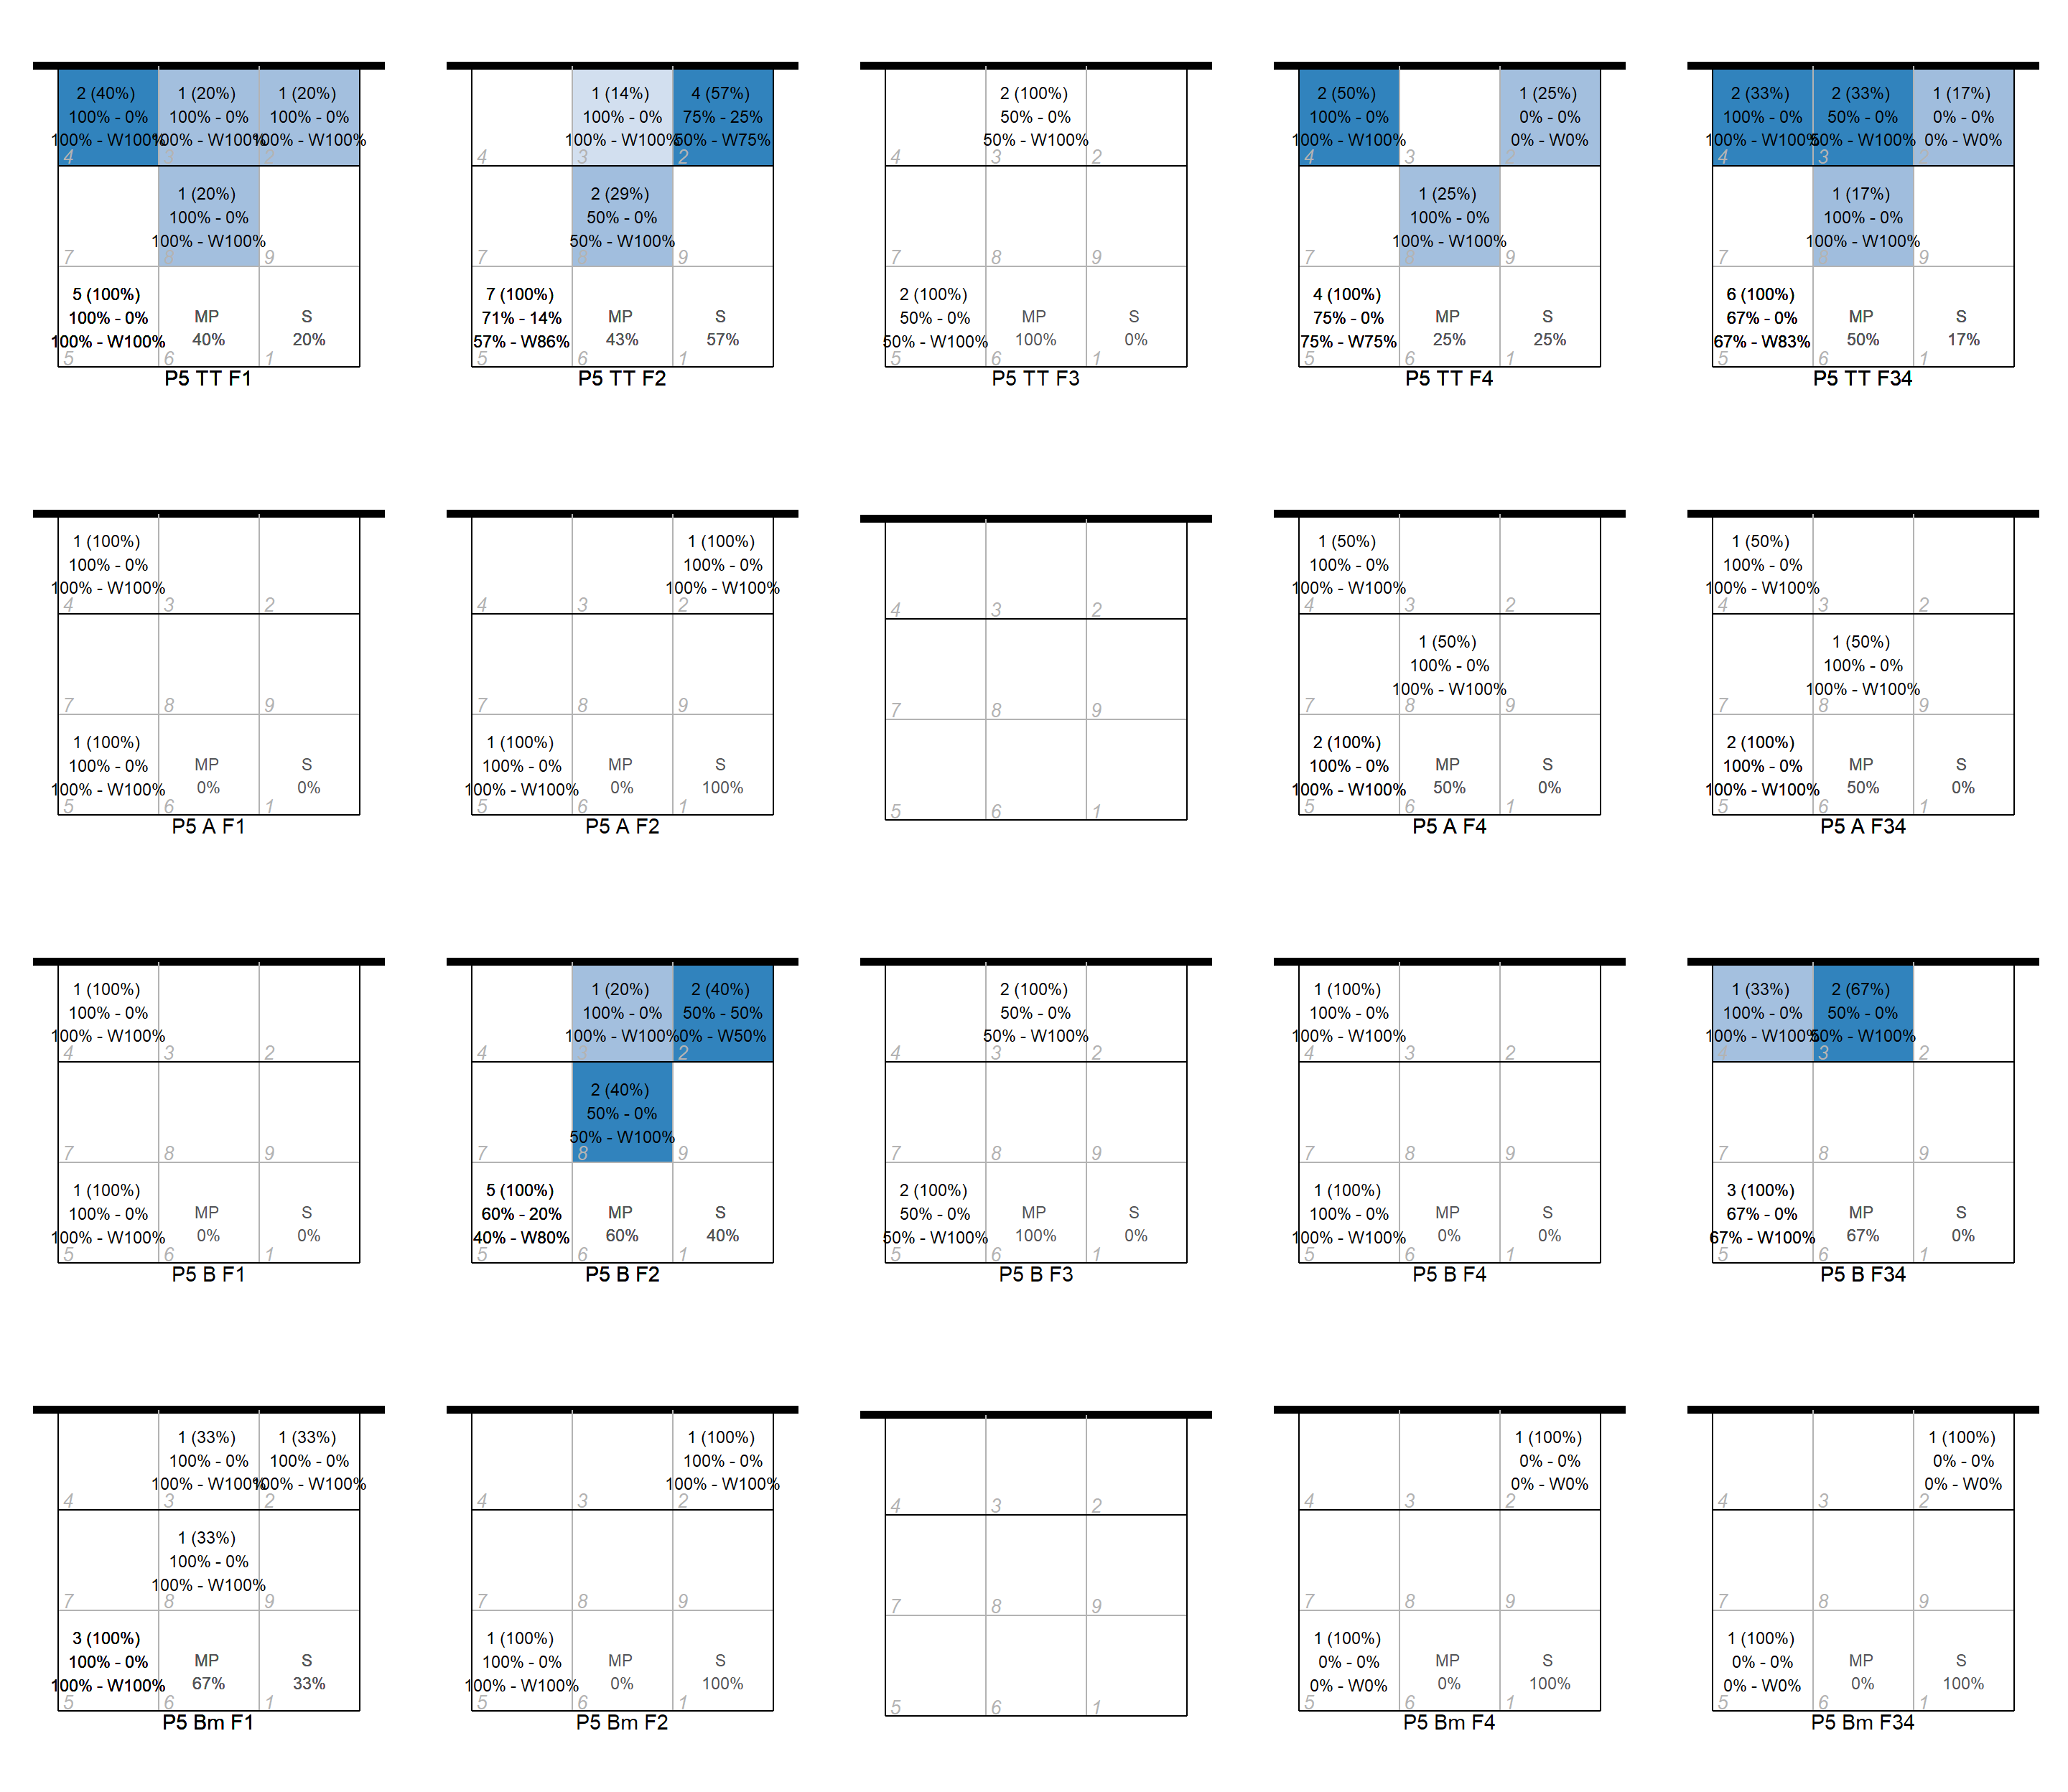 2 (40%)
100% - 0%
100% - W100%
4
1 (20%)
100% - 0%
100% - W100%
3
1 (20%)
100% - 0%
100% - W100%
2
7
1 (20%)
100% - 0%
100% - W100%
8
9
5 (100%)
100% - 0%
100% - W100%
5
MP
40%
6
S
20%
1
P5 TT F1
4
1 (14%)
100% - 0%
100% - W100%
3
4 (57%)
75% - 25%
50% - W75%
2
7
2 (29%)
50% - 0%
50% - W100%
8
9
7 (100%)
71% - 14%
57% - W86%
5
MP
43%
6
S
57%
1
P5 TT F2
4
2 (100%)
50% - 0%
50% - W100%
3
2
7
8
9
2 (100%)
50% - 0%
50% - W100%
5
MP
100%
6
S
0%
1
P5 TT F3
2 (50%)
100% - 0%
100% - W100%
4
3
1 (25%)
0% - 0%
0% - W0%
2
7
1 (25%)
100% - 0%
100% - W100%
8
9
4 (100%)
75% - 0%
75% - W75%
5
MP
25%
6
S
25%
1
P5 TT F4
2 (33%)
100% - 0%
100% - W100%
4
2 (33%)
50% - 0%
50% - W100%
3
1 (17%)
0% - 0%
0% - W0%
2
7
1 (17%)
100% - 0%
100% - W100%
8
9
6 (100%)
67% - 0%
67% - W83%
5
MP
50%
6
S
17%
1
P5 TT F34
1 (100%)
100% - 0%
100% - W100%
4
3
2
7
8
9
1 (100%)
100% - 0%
100% - W100%
5
MP
0%
6
S
0%
1
P5 A F1
4
3
1 (100%)
100% - 0%
100% - W100%
2
7
8
9
1 (100%)
100% - 0%
100% - W100%
5
MP
0%
6
S
100%
1
P5 A F2
4
3
2
7
8
9
5
6
1
1 (50%)
100% - 0%
100% - W100%
4
3
2
7
1 (50%)
100% - 0%
100% - W100%
8
9
2 (100%)
100% - 0%
100% - W100%
5
MP
50%
6
S
0%
1
P5 A F4
1 (50%)
100% - 0%
100% - W100%
4
3
2
7
1 (50%)
100% - 0%
100% - W100%
8
9
2 (100%)
100% - 0%
100% - W100%
5
MP
50%
6
S
0%
1
P5 A F34
1 (100%)
100% - 0%
100% - W100%
4
3
2
7
8
9
1 (100%)
100% - 0%
100% - W100%
5
MP
0%
6
S
0%
1
P5 B F1
4
1 (20%)
100% - 0%
100% - W100%
3
2 (40%)
50% - 50%
0% - W50%
2
7
2 (40%)
50% - 0%
50% - W100%
8
9
5 (100%)
60% - 20%
40% - W80%
5
MP
60%
6
S
40%
1
P5 B F2
4
2 (100%)
50% - 0%
50% - W100%
3
2
7
8
9
2 (100%)
50% - 0%
50% - W100%
5
MP
100%
6
S
0%
1
P5 B F3
1 (100%)
100% - 0%
100% - W100%
4
3
2
7
8
9
1 (100%)
100% - 0%
100% - W100%
5
MP
0%
6
S
0%
1
P5 B F4
1 (33%)
100% - 0%
100% - W100%
4
2 (67%)
50% - 0%
50% - W100%
3
2
7
8
9
3 (100%)
67% - 0%
67% - W100%
5
MP
67%
6
S
0%
1
P5 B F34
4
1 (33%)
100% - 0%
100% - W100%
3
1 (33%)
100% - 0%
100% - W100%
2
7
1 (33%)
100% - 0%
100% - W100%
8
9
3 (100%)
100% - 0%
100% - W100%
5
MP
67%
6
S
33%
1
P5 Bm F1
4
3
1 (100%)
100% - 0%
100% - W100%
2
7
8
9
1 (100%)
100% - 0%
100% - W100%
5
MP
0%
6
S
100%
1
P5 Bm F2
4
3
2
7
8
9
5
6
1
4
3
1 (100%)
0% - 0%
0% - W0%
2
7
8
9
1 (100%)
0% - 0%
0% - W0%
5
MP
0%
6
S
100%
1
P5 Bm F4
4
3
1 (100%)
0% - 0%
0% - W0%
2
7
8
9
1 (100%)
0% - 0%
0% - W0%
5
MP
0%
6
S
100%
1
P5 Bm F34